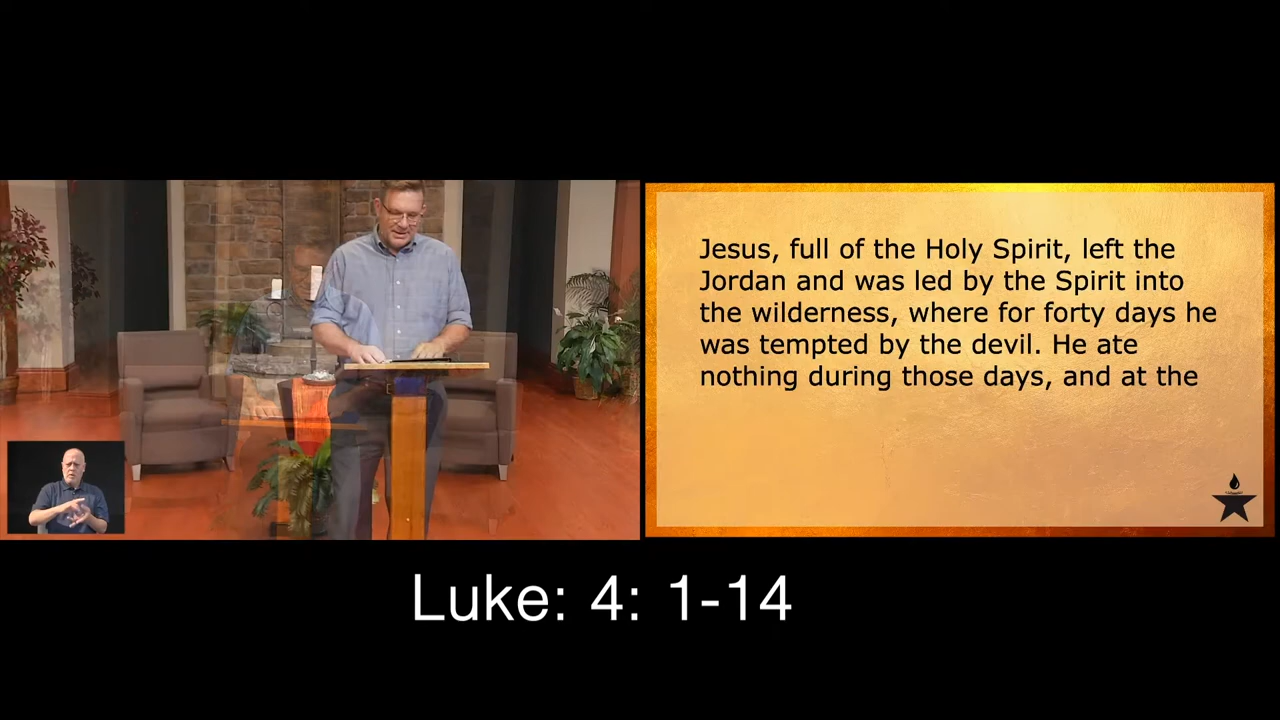 Jesus, full of the Holy Spirit, left the
Jordan and was led by the Spirit into
the wilderness, where for forty days he
was tempted by the devil. He ate
nothing during those days, and at the
Luke: 4: 1-14